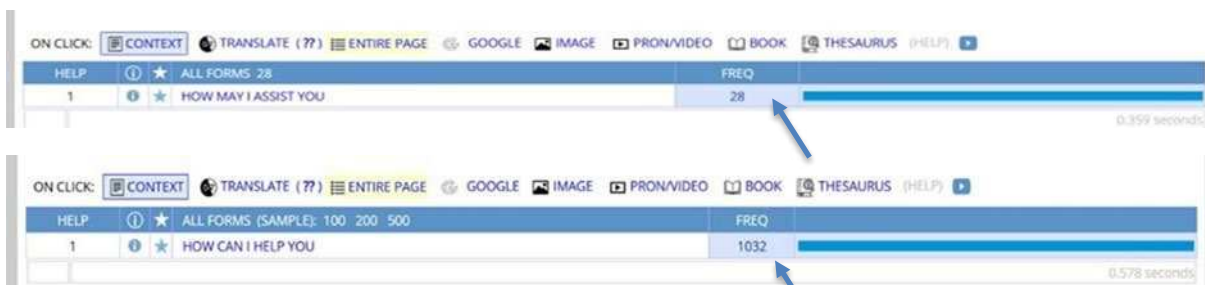 ON CLICK: CONTEXT TRANSLATE (??) ENTIRE PAGE GOOGLE IMAGE PRON/VIDEO BOOK THESAURUS (HELP)
HELP ALL FORMS 28 FREQ
1 HOW MAY I ASSIST YOU 28
0.359 seconds
ON CLICK: CONTEXT TRANSLATE (??) ENTIRE PAGE GOOGLE IMAGE PRON/VIDEO BOOK THESAURUS (HELP)
HELP ALL FORMS (SAMPLE): 100 200 500 FREQ
1 HOW CAN I HELP YOU 1032
0.578 seconds